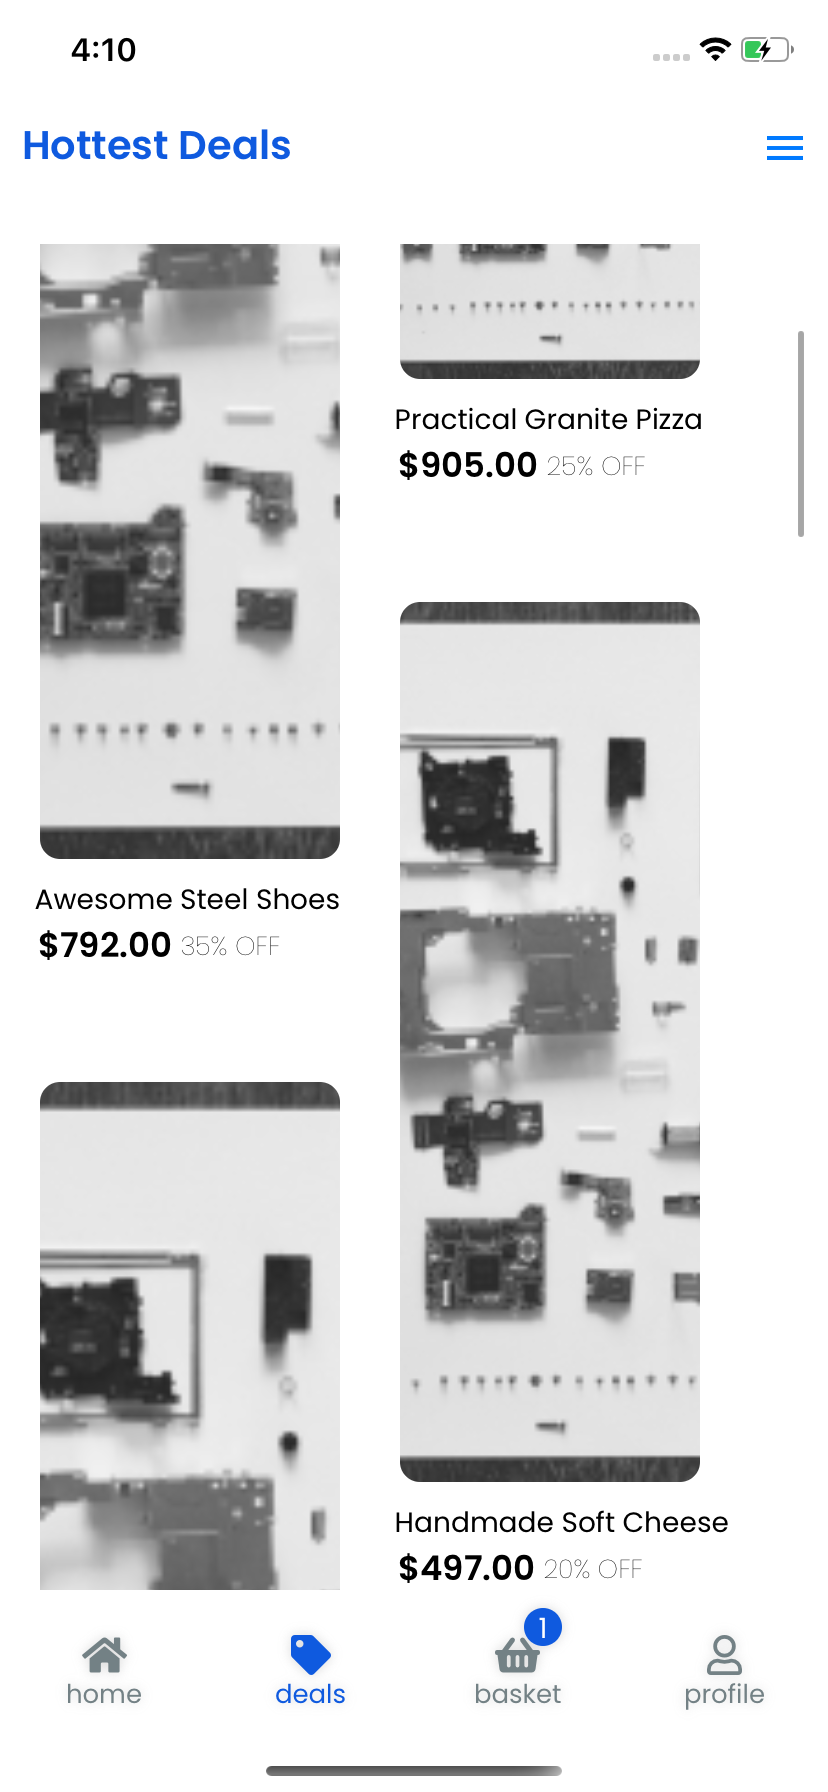 4:10
Hottest Deals
Practical Granite Pizza
$905.00 25% OFF
Awesome Steel Shoes
$792.00 35% OFF
Handmade Soft Cheese
$497.00 20% OFF
1
home
deals
basket
profile